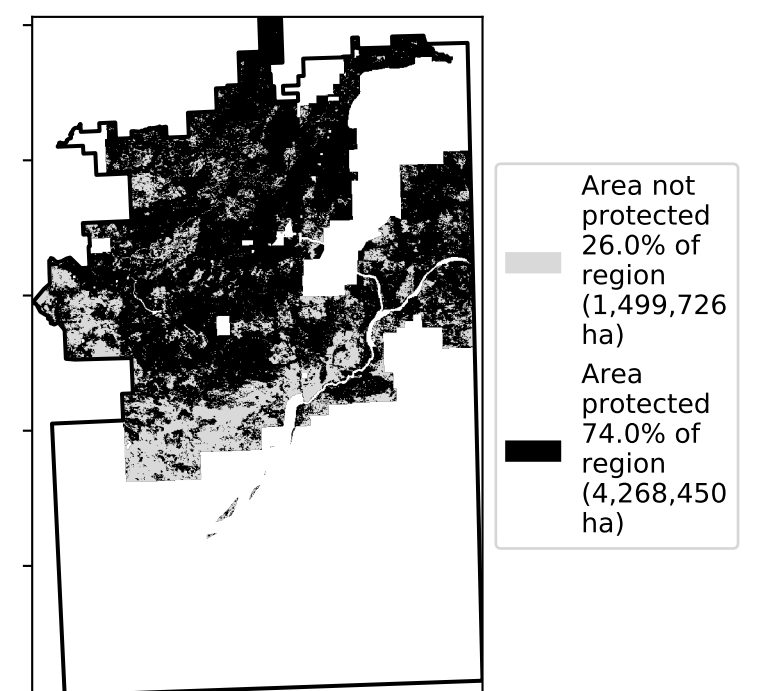 Area not
protected
26.0% of
region
(1,499,726
ha)
Area
protected
74.0% of
region
(4,268,450
ha)